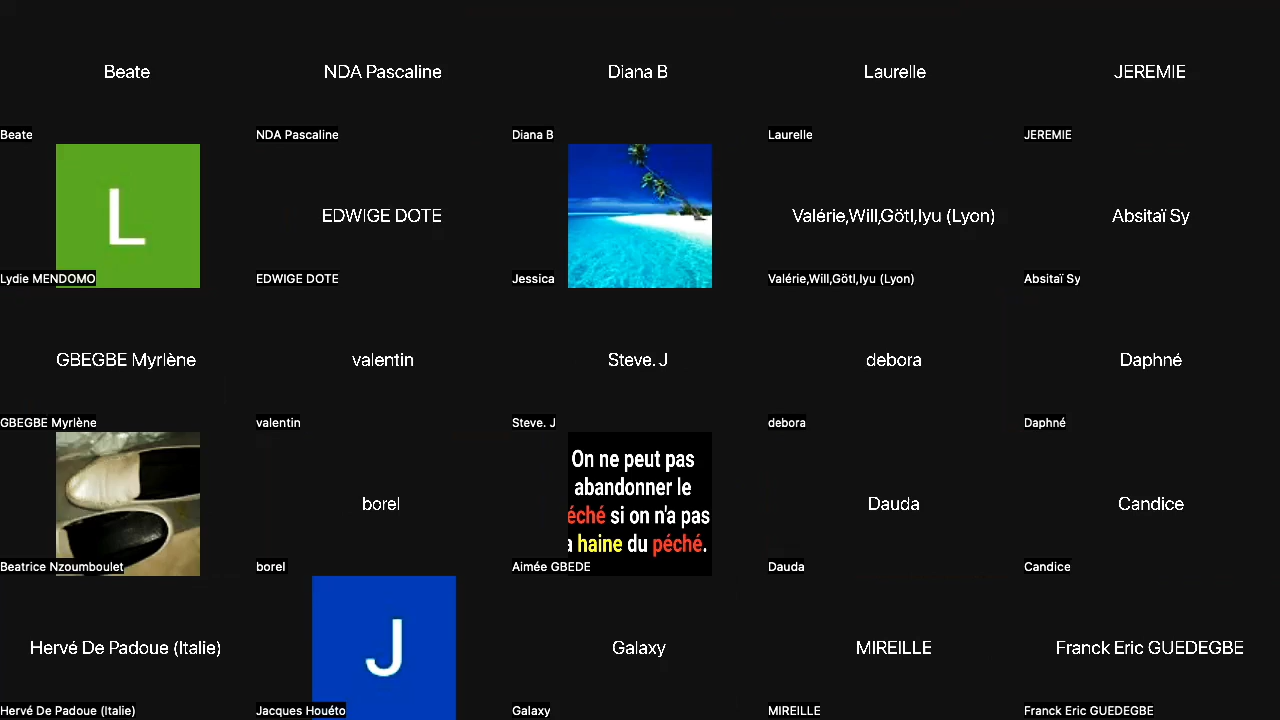 Beate
NDA Pascaline
Diana B
Laurelle
JEREMIE
Beate
NDA Pascaline
Diana B
Laurelle
JEREMIE
L
EDWIGE DOTE
Valérie,Will,Götl,Iyu (Lyon)
Absitaï Sy
Lydie MENDOMO
EDWIGE DOTE
Jessica
Valérie,Will,Götl,Iyu (Lyon)
Absitaï Sy
GBEGBE Myrlène
valentin
Steve. J
debora
Daphné
GBEGBE Myrlène
valentin
Steve. J
debora
Daphné
On ne peut pas
abandonner le
éché si on n'a pas
a haine du péché.
borel
Dauda
Candice
Beatrice Nzoumboulet
borel
Aimée GBEDE
Dauda
Candice
Hervé De Padoue (Italie)
J
Galaxy
MIREILLE
Franck Eric GUEDEGBE
Hervé De Padoue (Italie)
Jacques Houéto
Galaxy
MIREILLE
Franck Eric GUEDEGBE